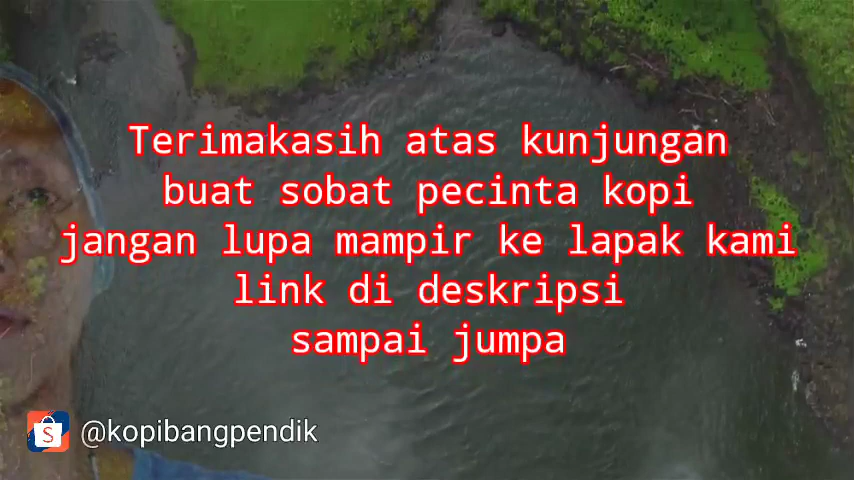 Terimakasih atas kunjungan
buat sobat pecinta kopi
jangan lupa mampir ke lapak kami
link di deskripsi
sampai jumpa
S
@kopibangpendik